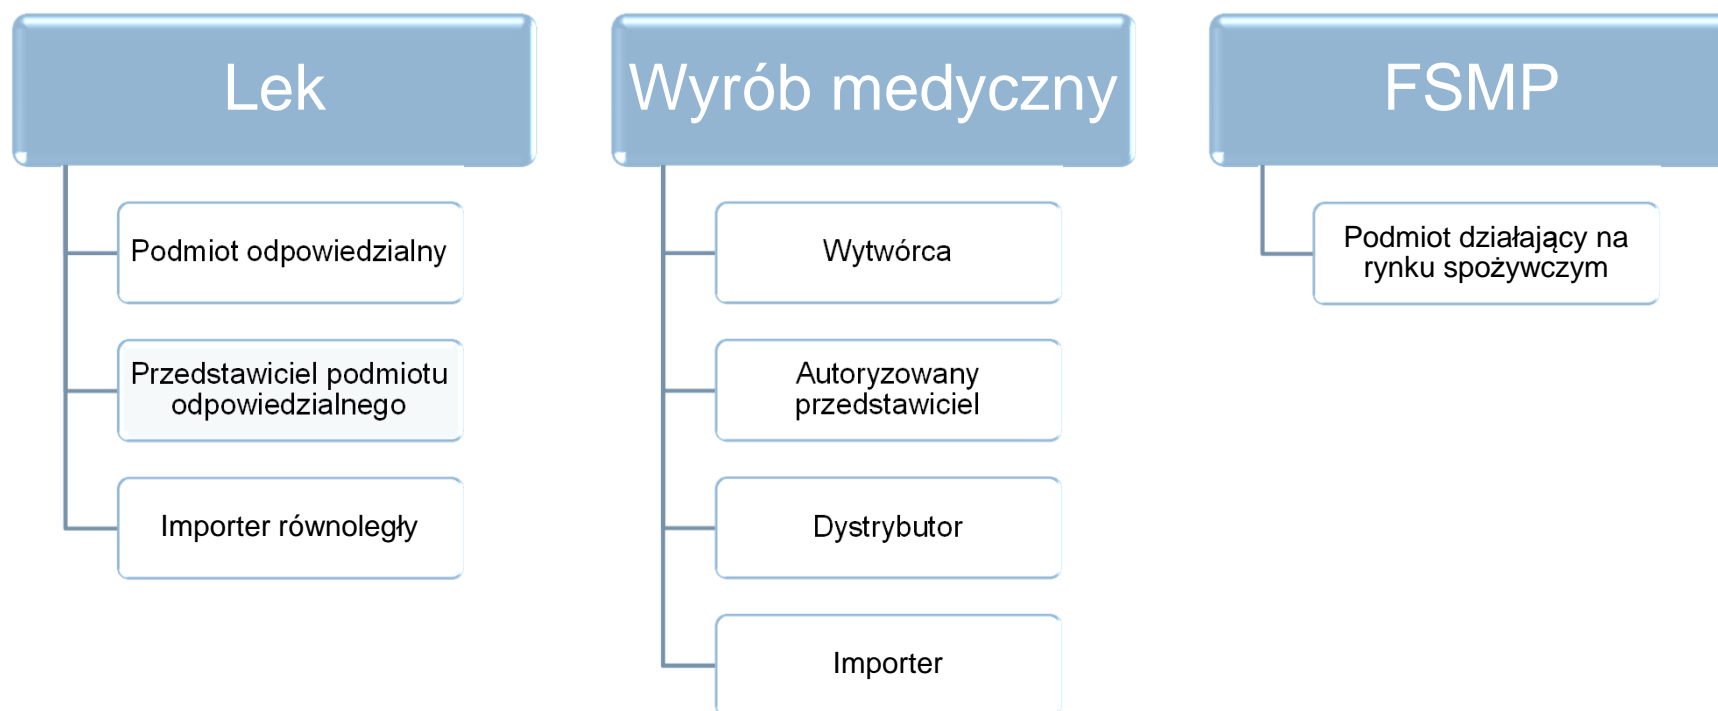 Lek
Podmiot odpowiedzialny
Przedstawiciel podmiotu
odpowiedzialnego
Importer równoległy
Wyrób medyczny
Wytwórca
Autoryzowany
przedstawiciel
Dystrybutor
Importer
FSMP
Podmiot działający na
rynku spożywczym